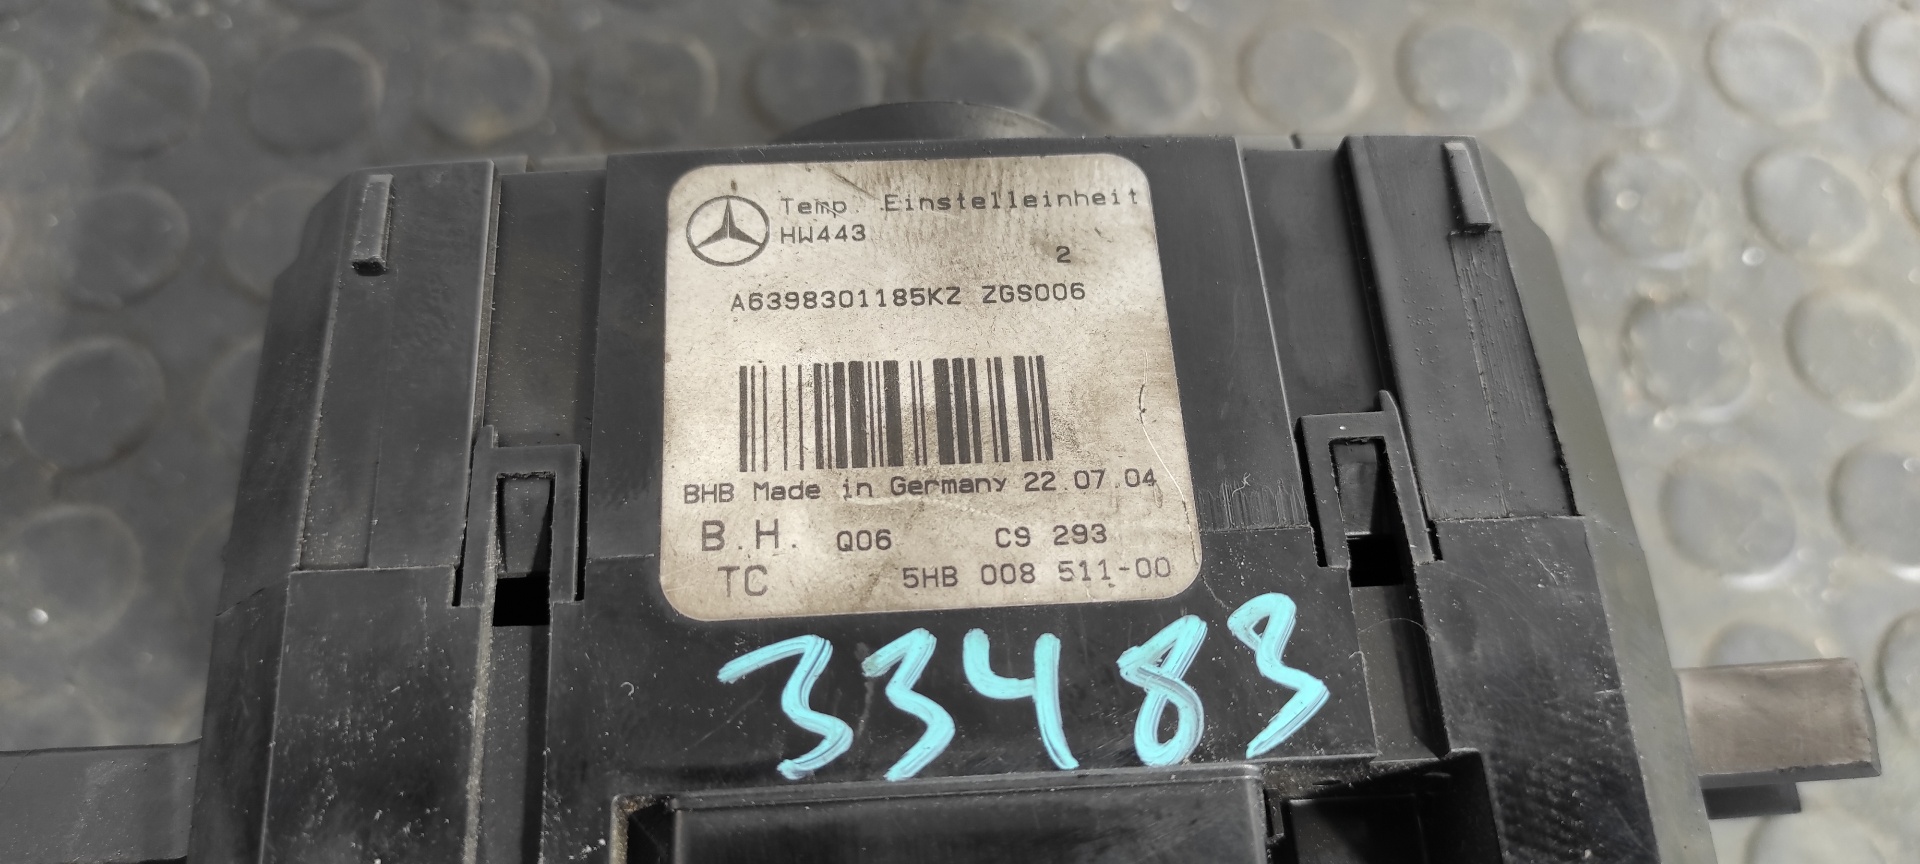 Temp. Einstelleinheit
HW443
2
A6398301185KZ ZGS006
BHB Made in Germany 22.07.04
B.H. Q06 C9 293
TC 5HB 008 511-00
33483